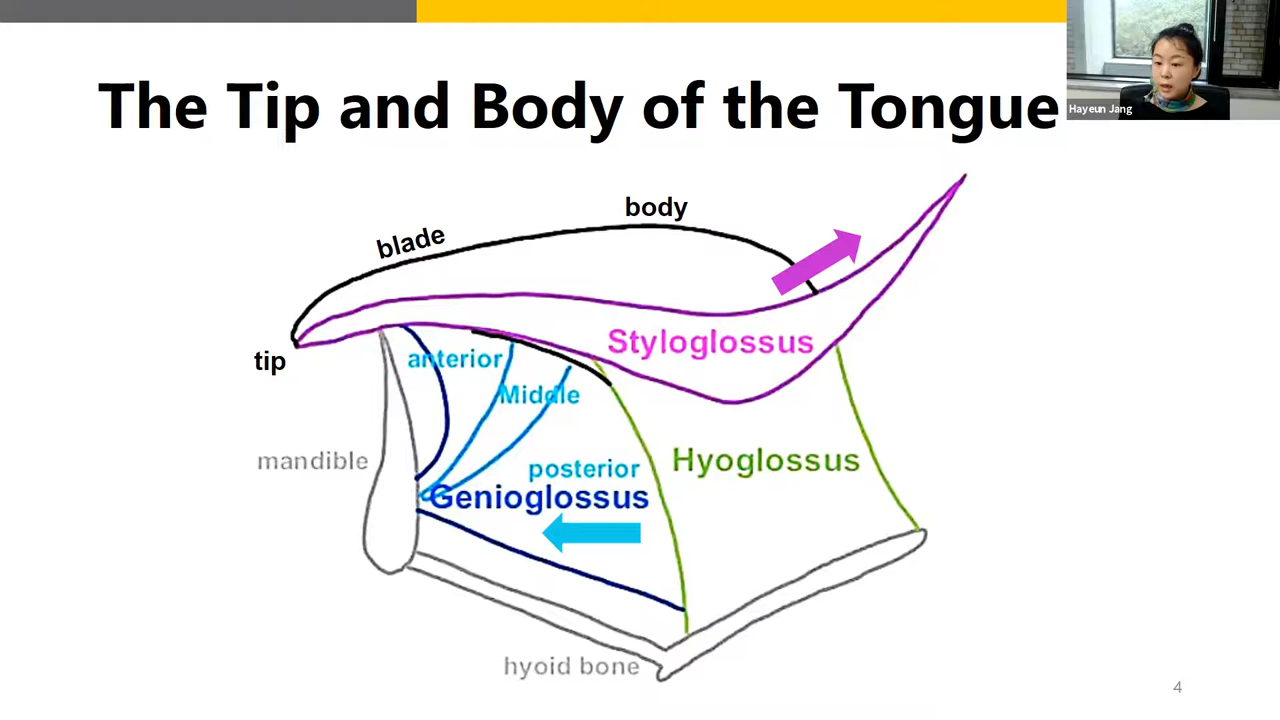 The Tip and Body of the Tongue
Hayeun Jang
body
blade
tip
Styloglossus
anterior
Middle
mandible
Hyoglossus
posterior
Genioglossus
hyoid bone
4